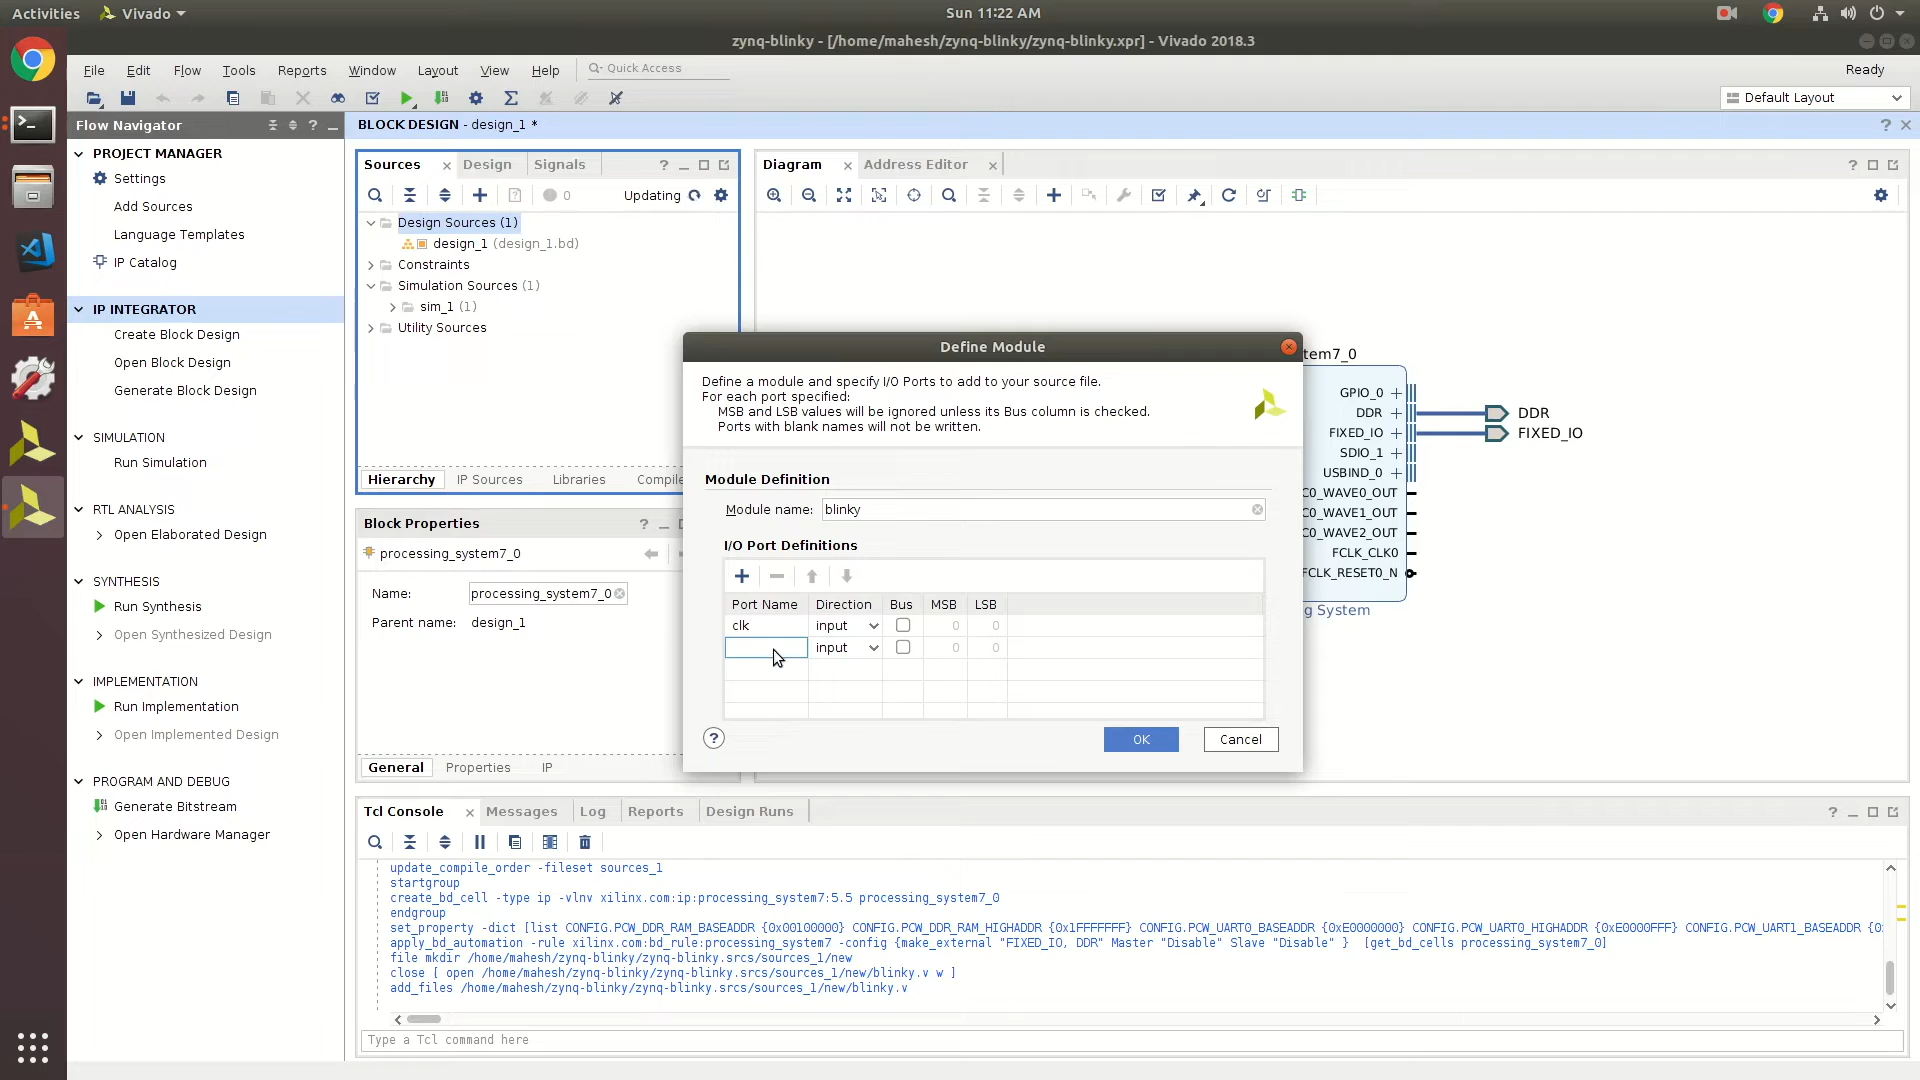 Activities
Vivado
Sun 11:22 AM
zynq-blinky - [/home/mahesh/zynq-blinky/zynq-blinky.xpr] - Vivado 2018.3
File Edit Flow Tools Reports Window Layout View Help
Quick Access
Ready
Default Layout
Flow Navigator
PROJECT MANAGER
Settings
Add Sources
Language Templates
IP Catalog
IP INTEGRATOR
Create Block Design
Open Block Design
Generate Block Design
SIMULATION
Run Simulation
RTL ANALYSIS
Open Elaborated Design
SYNTHESIS
Run Synthesis
Open Synthesized Design
IMPLEMENTATION
Run Implementation
Open Implemented Design
PROGRAM AND DEBUG
Generate Bitstream
Open Hardware Manager
BLOCK DESIGN - design_1 *
Sources Design Signals
0 Updating
Design Sources (1)
design_1 (design_1.bd)
Constraints
Simulation Sources (1)
sim_1 (1)
Utility Sources
Hierarchy IP Sources Libraries Compile
Block Properties
processing_system7_0
Name: processing_system7_0
Parent name: design_1
General Properties IP
Diagram Address Editor
tem7_0
GPIO_0
DDR
FIXED_IO
SDIO_1
USBIND_0
C0_WAVE0_OUT
C0_WAVE1_OUT
C0_WAVE2_OUT
FCLK_CLK0
FCLK_RESET0_N
g System
DDR
FIXED_IO
Define Module
Define a module and specify I/O Ports to add to your source file.
For each port specified:
MSB and LSB values will be ignored unless its Bus column is checked.
Ports with blank names will not be written.
Module Definition
Module name: blinky
I/O Port Definitions
Port Name Direction Bus MSB LSB
clk input 0 0
input 0 0
OK Cancel
Tcl Console Messages Log Reports Design Runs
update_compile_order -fileset sources_1
startgroup
create_bd_cell -type ip -vlnv xilinx.com:ip:processing_system7:5.5 processing_system7_0
endgroup
set_property -dict [list CONFIG.PCW_DDR_RAM_BASEADDR {0x00100000} CONFIG.PCW_DDR_RAM_HIGHADDR {0x1FFFFFFF} CONFIG.PCW_UART0_BASEADDR {0xE0000000} CONFIG.PCW_UART0_HIGHADDR {0xE0000FFF} CONFIG.PCW_UART1_BASEADDR {0
apply_bd_automation -rule xilinx.com:bd_rule:processing_system7 -config {make_external "FIXED_IO, DDR" Master "Disable" Slave "Disable" } [get_bd_cells processing_system7_0]
file mkdir /home/mahesh/zynq-blinky/zynq-blinky.srcs/sources_1/new
close [ open /home/mahesh/zynq-blinky/zynq-blinky.srcs/sources_1/new/blinky.v w ]
add_files /home/mahesh/zynq-blinky/zynq-blinky.srcs/sources_1/new/blinky.v
Type a Tcl command here